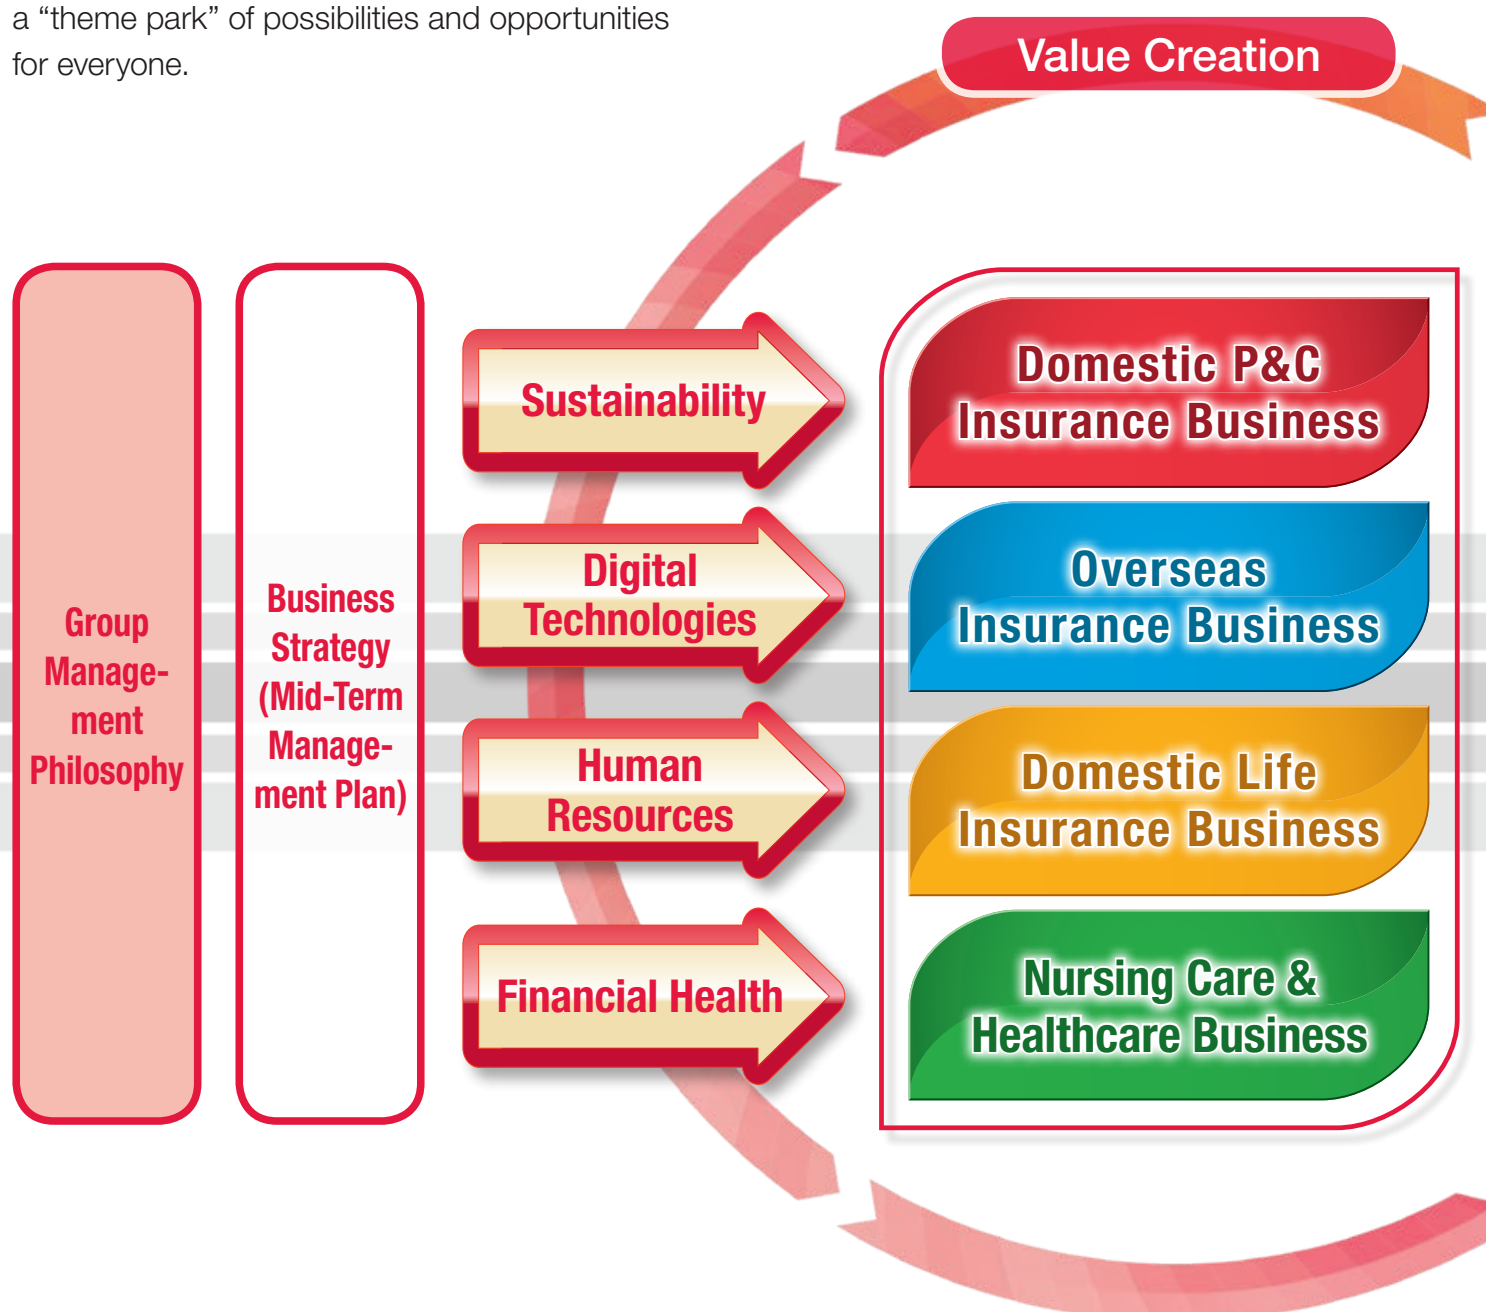 a “theme park” of possibilities and opportunities
for everyone.
Value Creation
Group
Manage-
ment
Philosophy
Business
Strategy
(Mid-Term
Manage-
ment Plan)
Sustainability
Digital
Technologies
Human
Resources
Financial Health
Domestic P&C
Insurance Business
Overseas
Insurance Business
Domestic Life
Insurance Business
Nursing Care &
Healthcare Business